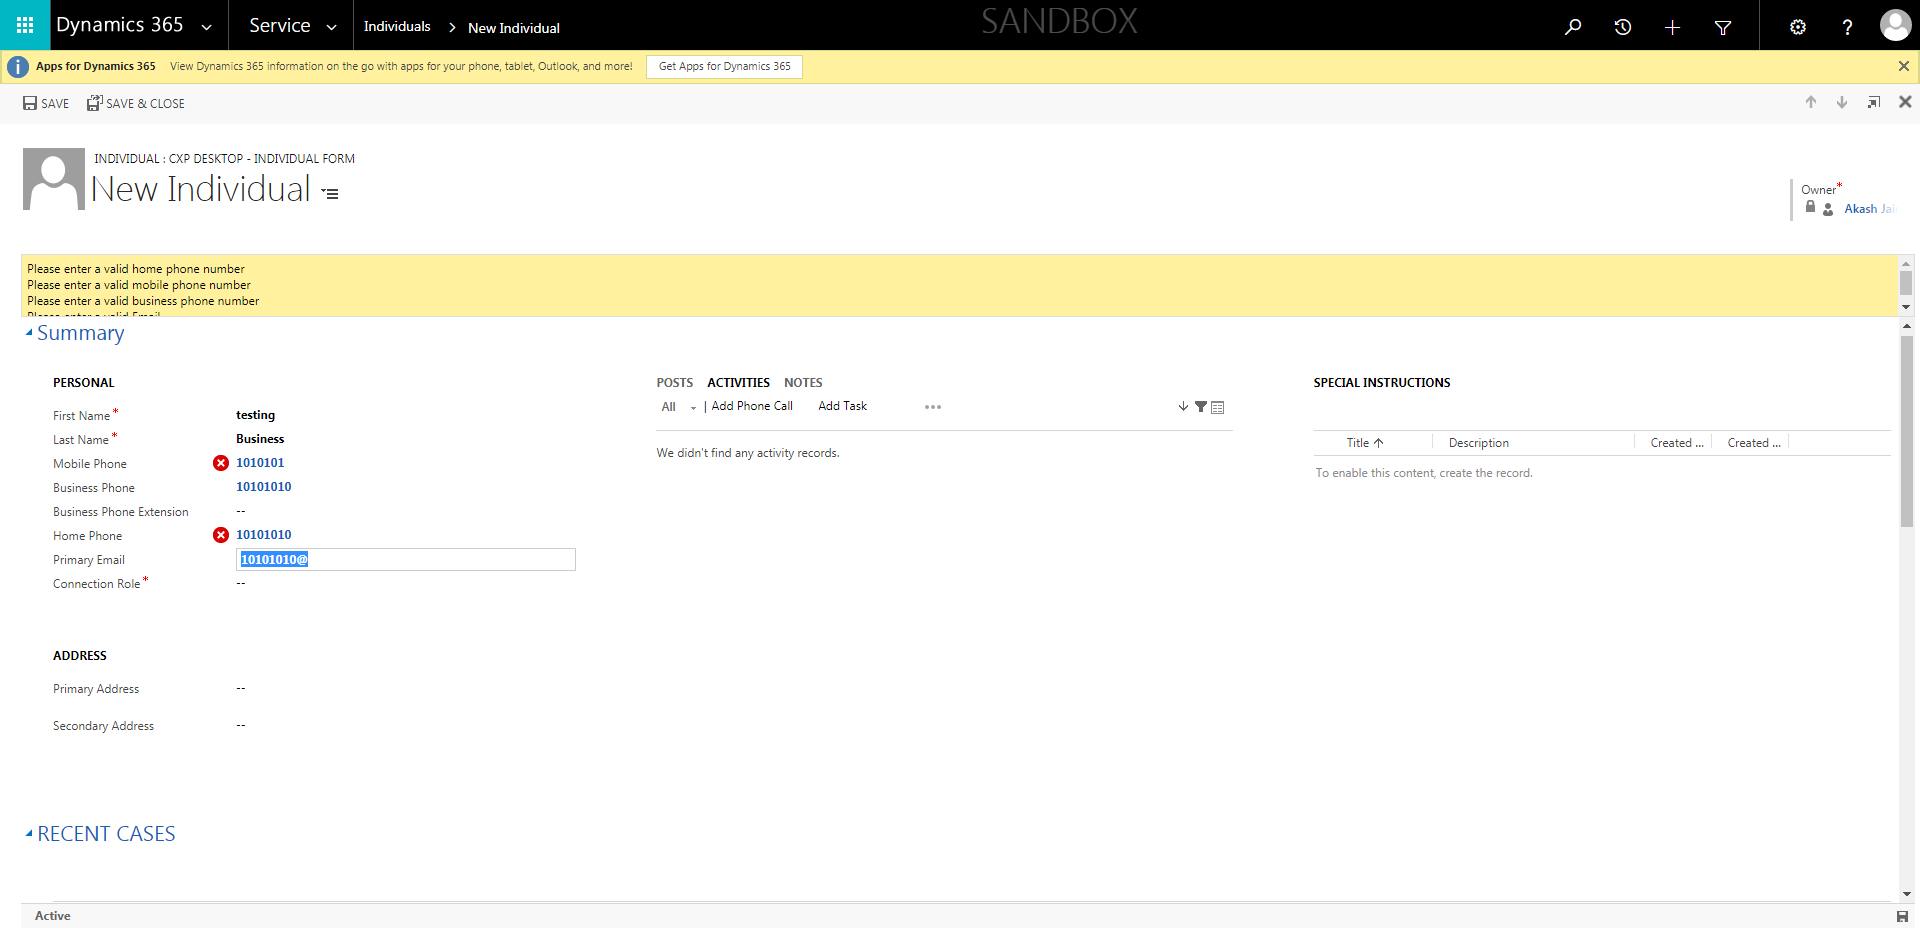 Dynamics 365 Service Individuals > New Individual SANDBOX ?
Apps for Dynamics 365 View Dynamics 365 information on the go with apps for your phone, tablet, Outlook, and more! Get Apps for Dynamics 365
SAVE SAVE & CLOSE
INDIVIDUAL : CXP DESKTOP - INDIVIDUAL FORM
New Individual
Owner*
Akash Jai
Please enter a valid home phone number
Please enter a valid mobile phone number
Please enter a valid business phone number
Please enter a valid Email
Summary
PERSONAL
First Name* testing
Last Name* Business
Mobile Phone 1010101
Business Phone 10101010
Business Phone Extension --
Home Phone 10101010
Primary Email 10101010@
Connection Role* --
ADDRESS
Primary Address --
Secondary Address --
POSTS ACTIVITIES NOTES
All | Add Phone Call Add Task ...
We didn't find any activity records.
SPECIAL INSTRUCTIONS
Title Description Created ... Created ...
To enable this content, create the record.
RECENT CASES
Active